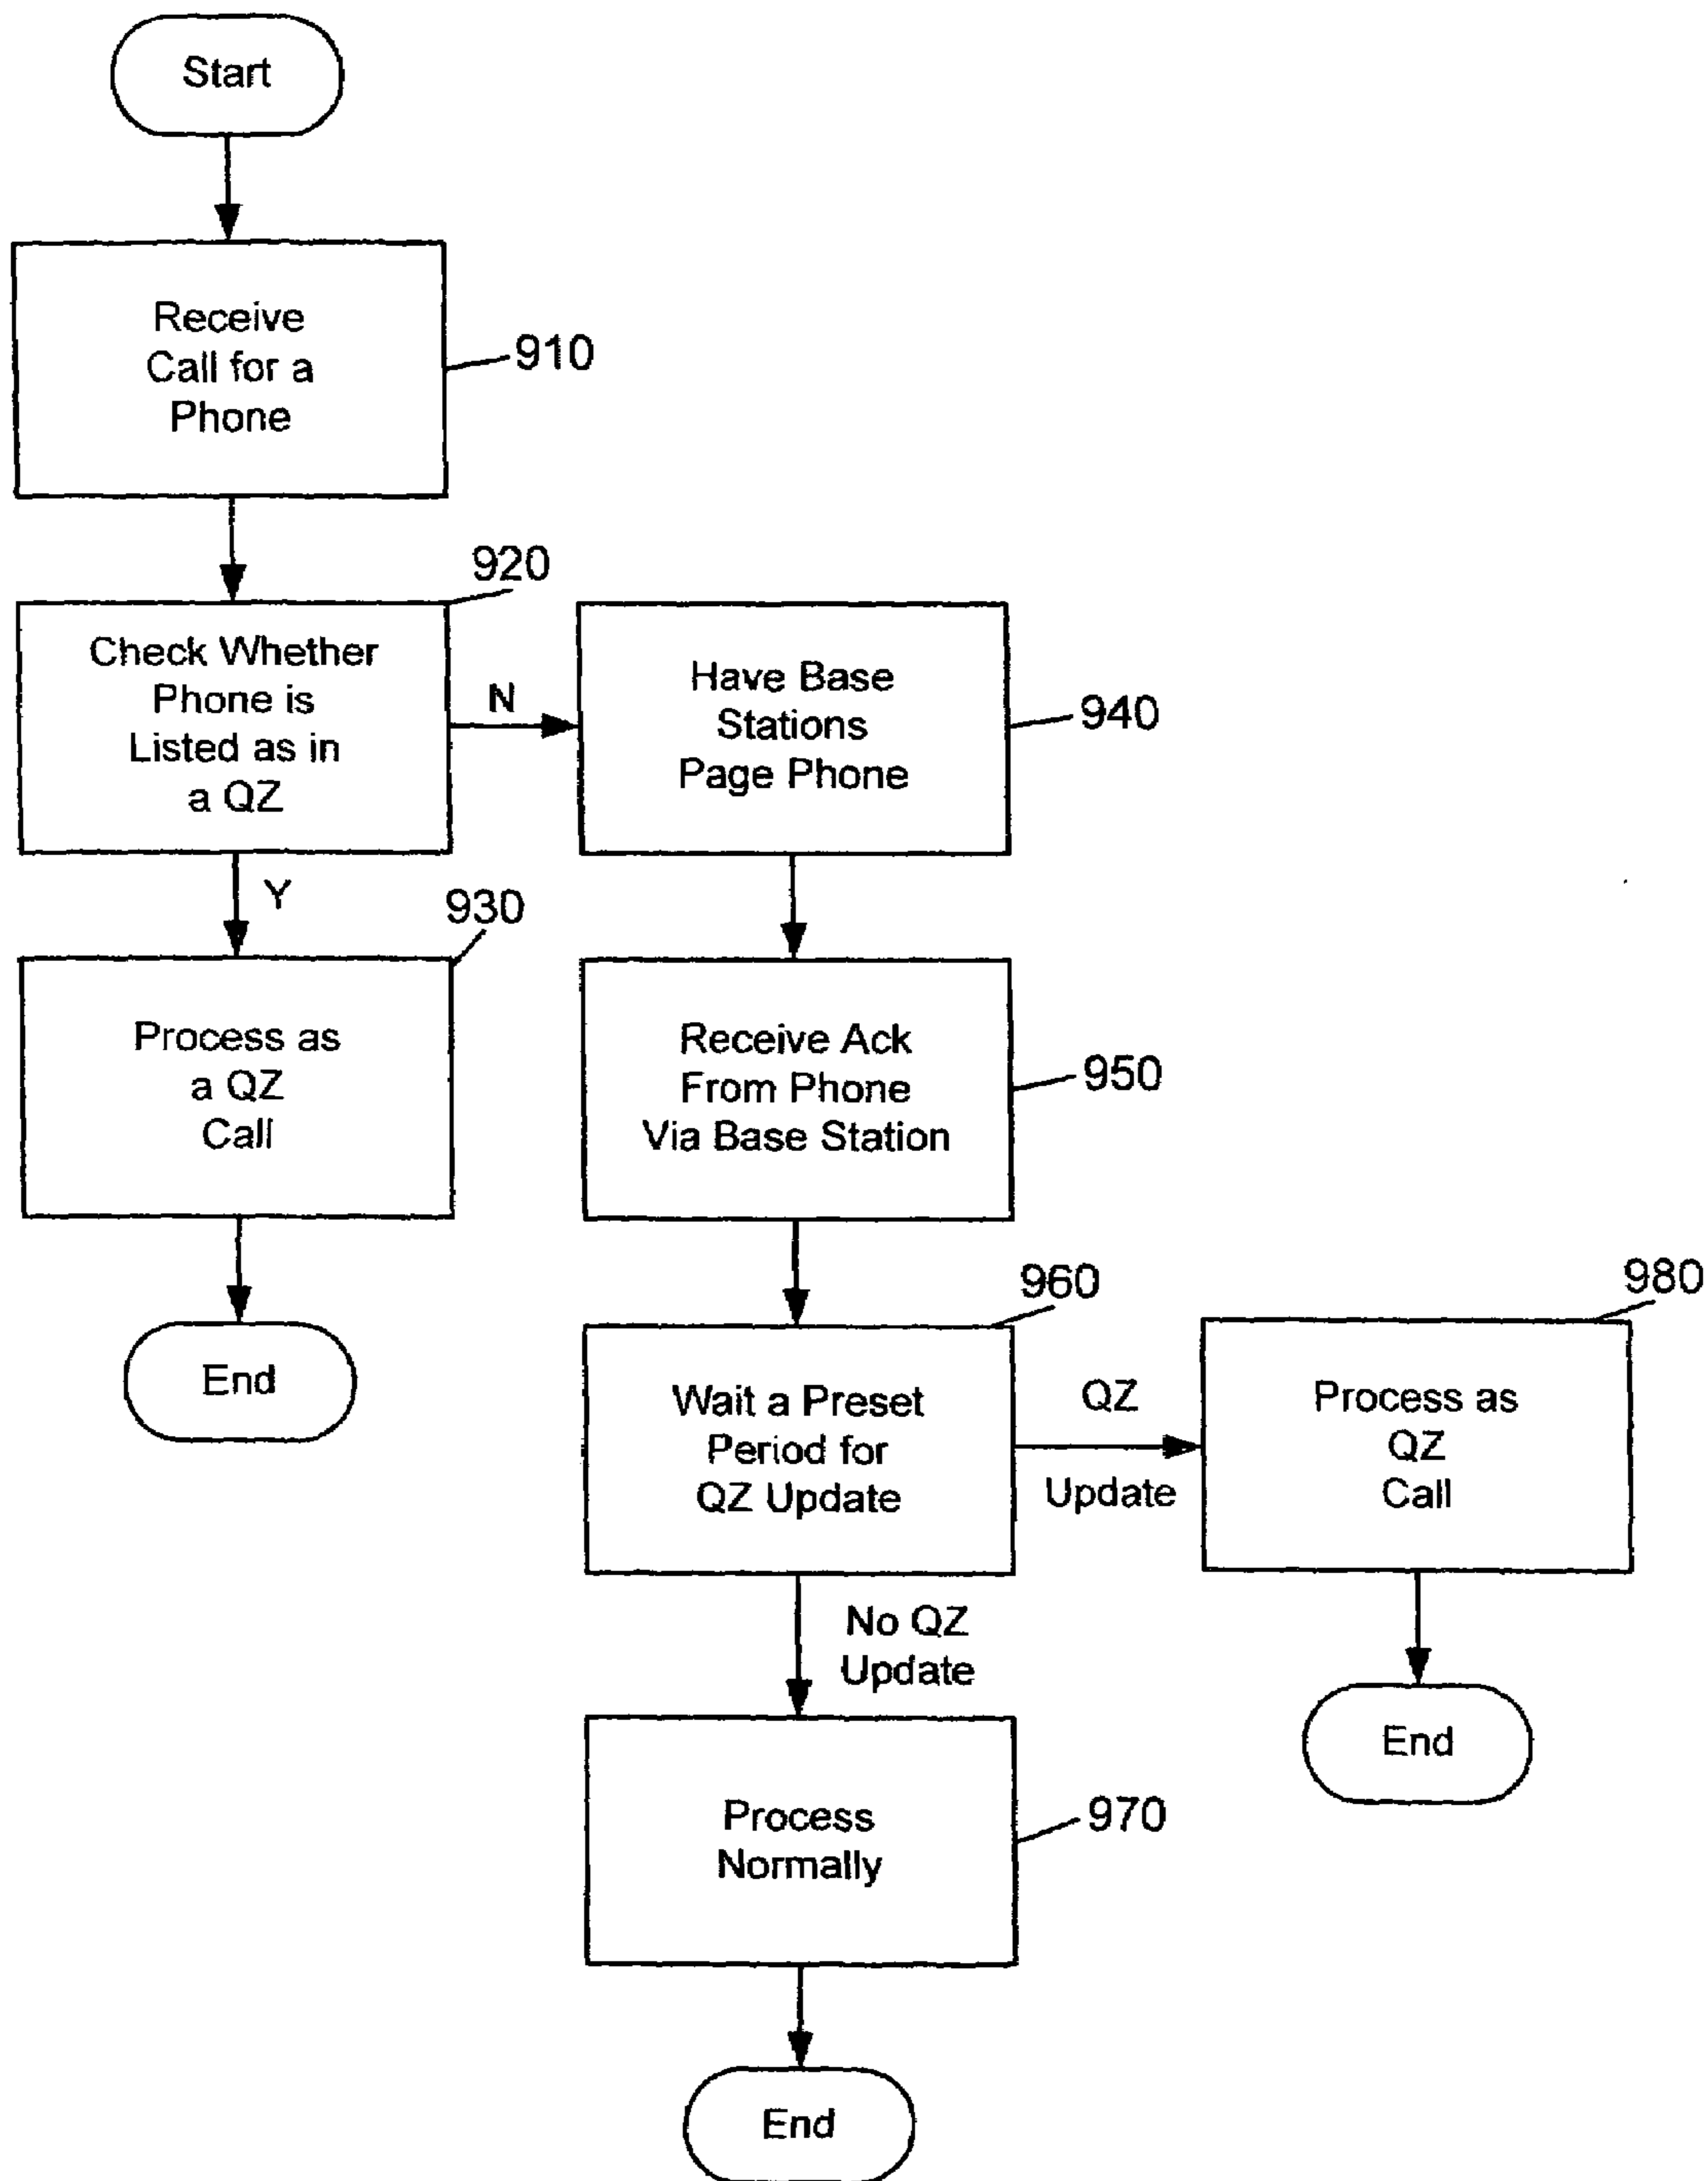 Start
Receive
Call for a
Phone
910
920
Check Whether
Phone is
Listed as in
a QZ
N
Have Base
Stations
Page Phone
940
Y
930
Process as
a QZ
Call
Receive Ack
From Phone
Via Base Station
950
End
960
Wait a Preset
Period for
QZ Update
QZ
Update
980
Process as
QZ
Call
No QZ
Update
End
Process
Normally
970
End